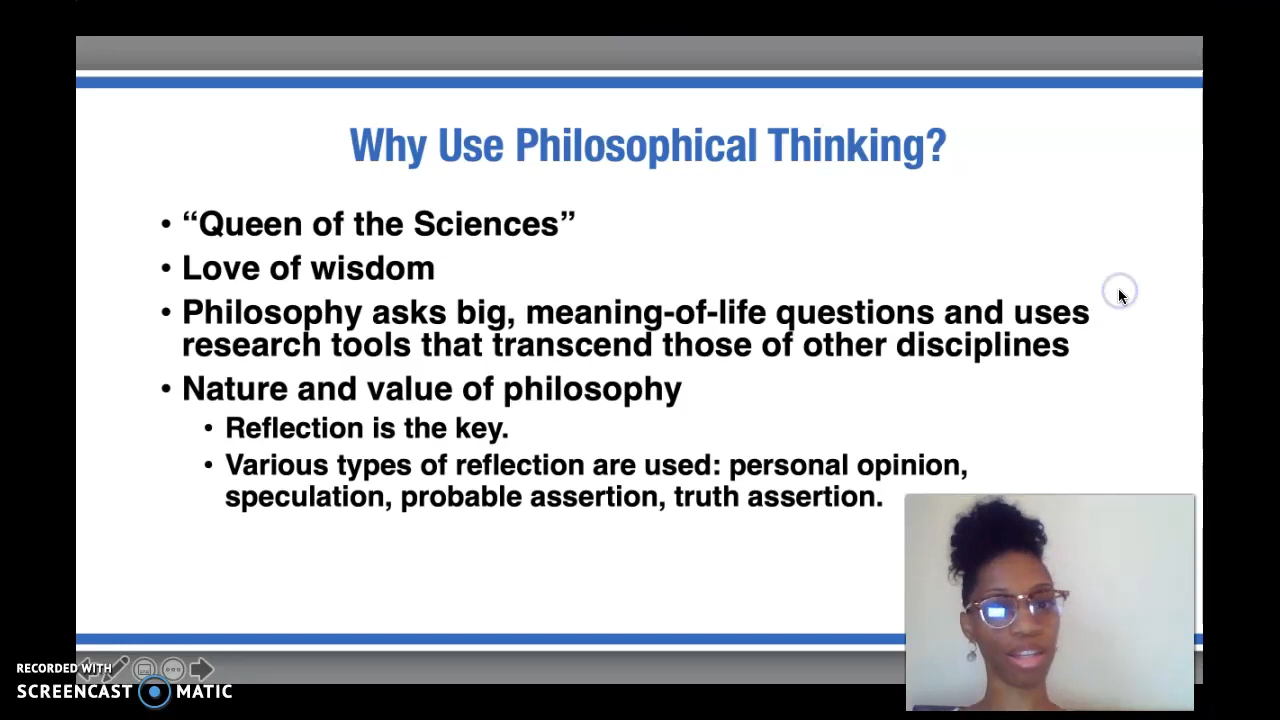 Why Use Philosophical Thinking?
• “Queen of the Sciences”
• Love of wisdom
• Philosophy asks big, meaning-of-life questions and uses
research tools that transcend those of other disciplines
• Nature and value of philosophy
• Reflection is the key.
• Various types of reflection are used: personal opinion,
speculation, probable assertion, truth assertion.
RECORDED WITH
SCREENCAST MATIC